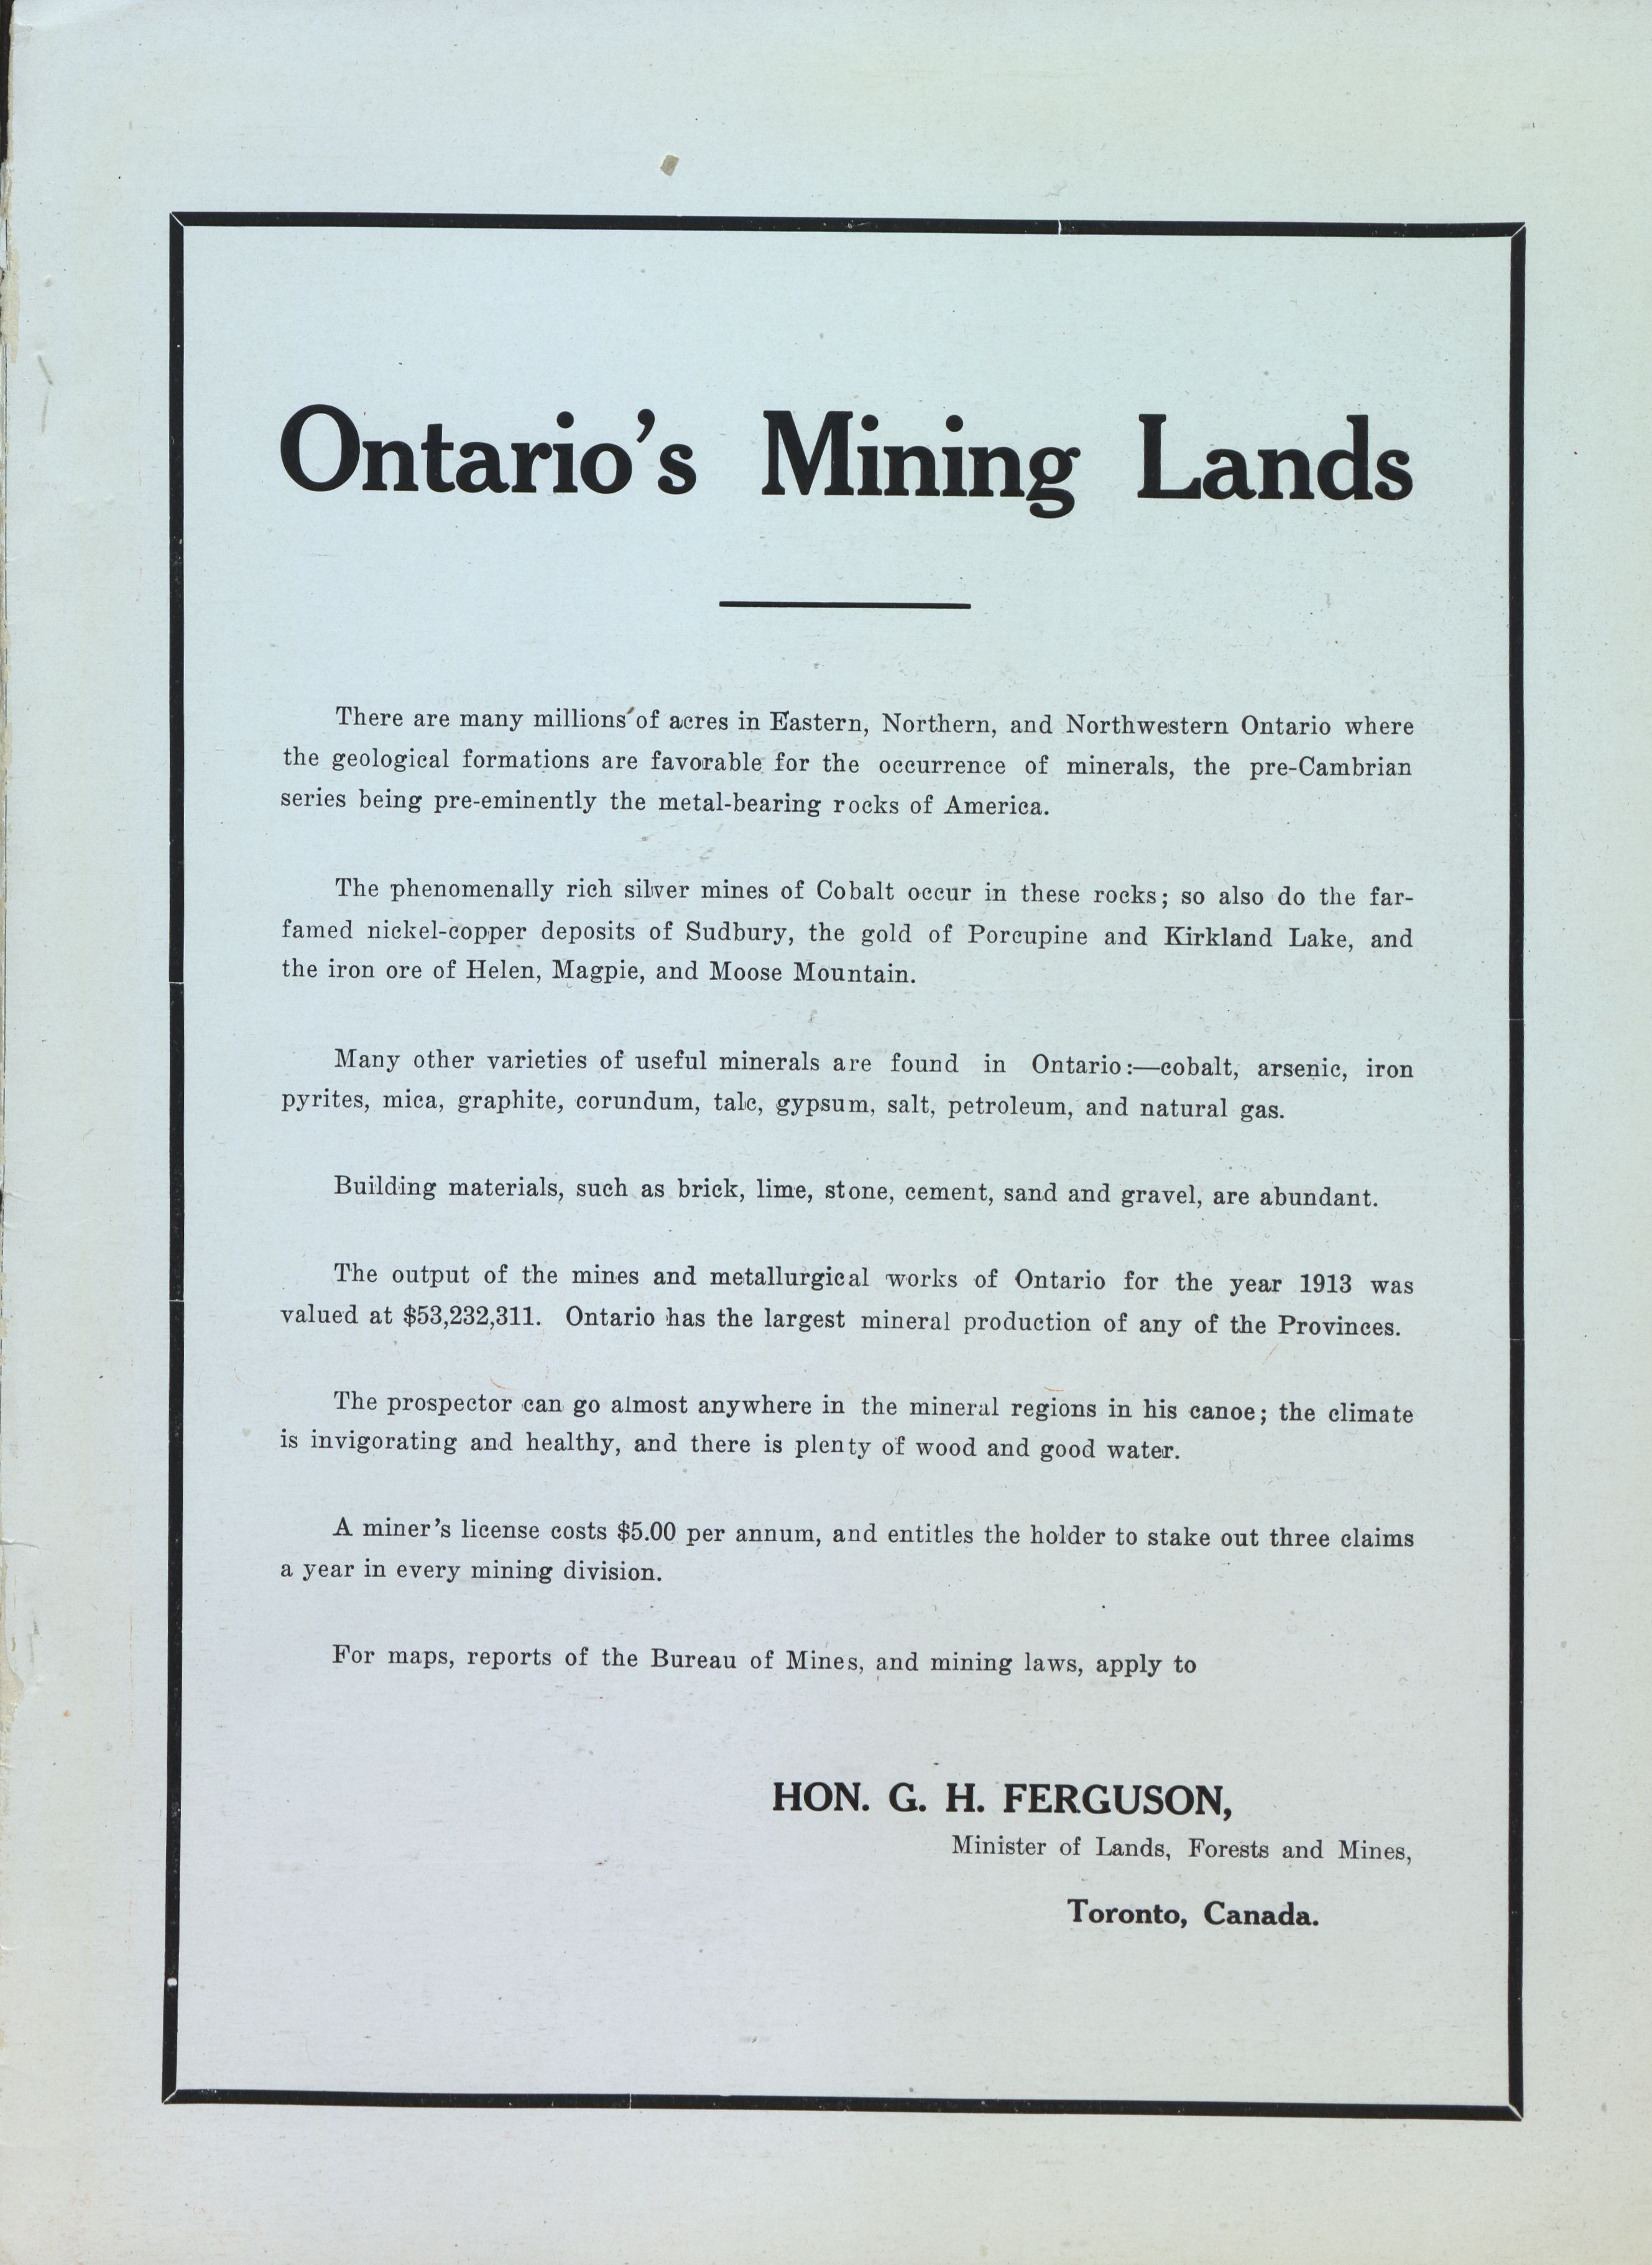 Ontario's Mining Lands
There are many millions of acres in Eastern, Northern, and Northwestern Ontario where
the geological formations are favorable for the occurrence of minerals, the pre-Cambrian
series being pre-eminently the metal-bearing rocks of America.
The phenomenally rich silver mines of Cobalt occur in these rocks; so also do the far-
famed nickel-copper deposits of Sudbury, the gold of Porcupine and Kirkland Lake, and
the iron ore of Helen, Magpie, and Moose Mountain.
Many other varieties of useful minerals are found in Ontario:—cobalt, arsenic, iron
pyrites, mica, graphite, corundum, talc, gypsum, salt, petroleum, and natural gas.
Building materials, such as brick, lime, stone, cement, sand and gravel, are abundant.
The output of the mines and metallurgical works of Ontario for the year 1913 was
valued at $53,232,311. Ontario has the largest mineral production of any of the Provinces.
The prospector can go almost anywhere in the mineral regions in his canoe; the climate
is invigorating and healthy, and there is plenty of wood and good water.
A miner's license costs $5.00 per annum, and entitles the holder to stake out three claims
a year in every mining division.
For maps, reports of the Bureau of Mines, and mining laws, apply to
HON. G. H. FERGUSON,
Minister of Lands, Forests and Mines,
Toronto, Canada.